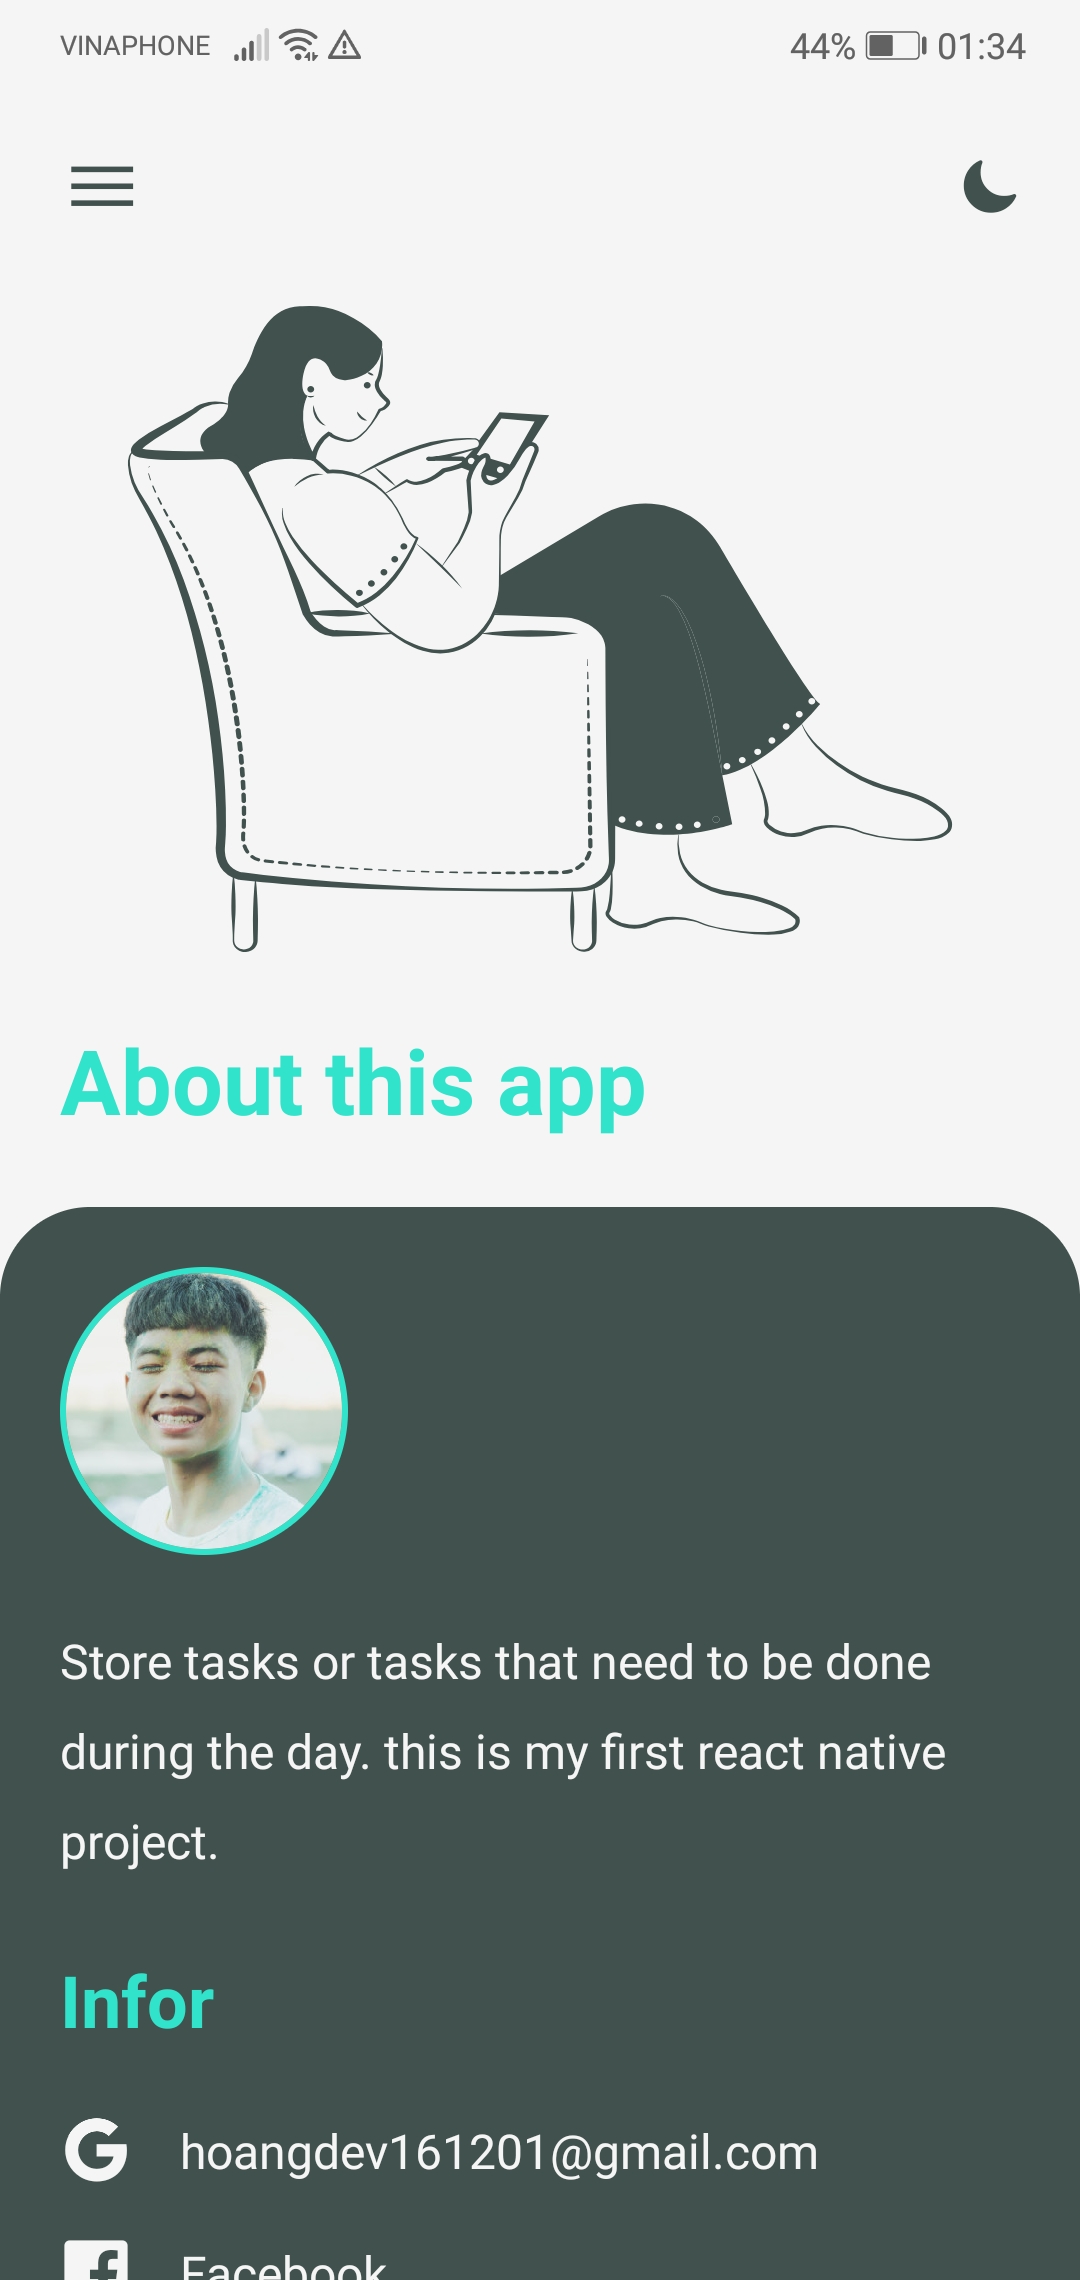 VINAPHONE 44% 01:34
About this app
Store tasks or tasks that need to be done
during the day. this is my first react native
project.
Infor
hoangdev161201@gmail.com
Facebook